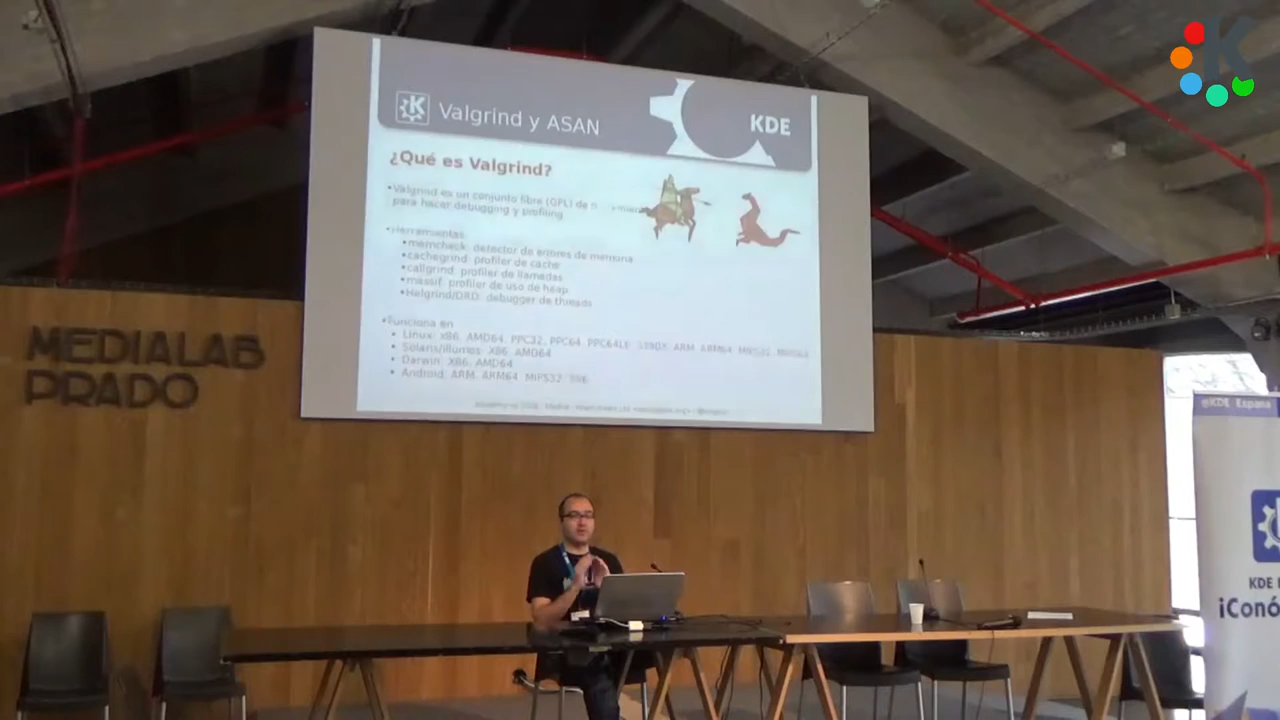 K
Valgrind y ASAN
KDE
¿Qué es Valgrind?
•Valgrind es un conjunto libre (GPL) de
para hacer debugging y profiling
•Herramientas
•memcheck: detector de errores de memoria
•cachegrind: profiler de cache
•callgrind: profiler de llamadas
•massif: profiler de uso de heap
•Helgrind/DRD: debugger de threads
•Funciona en
• Linux: x86, AMD64, PPC32, PPC64, PPC64LE, S390X, ARM, ARM64, MIPS32, MIPS64
• Solaris/illumos: X86, AMD64
• Darwin: X86, AMD64
• Android: ARM, ARM64, MIPS32, X86
MEDIALAB
PRADO
@KDE_Espana
KDE
¡Conó